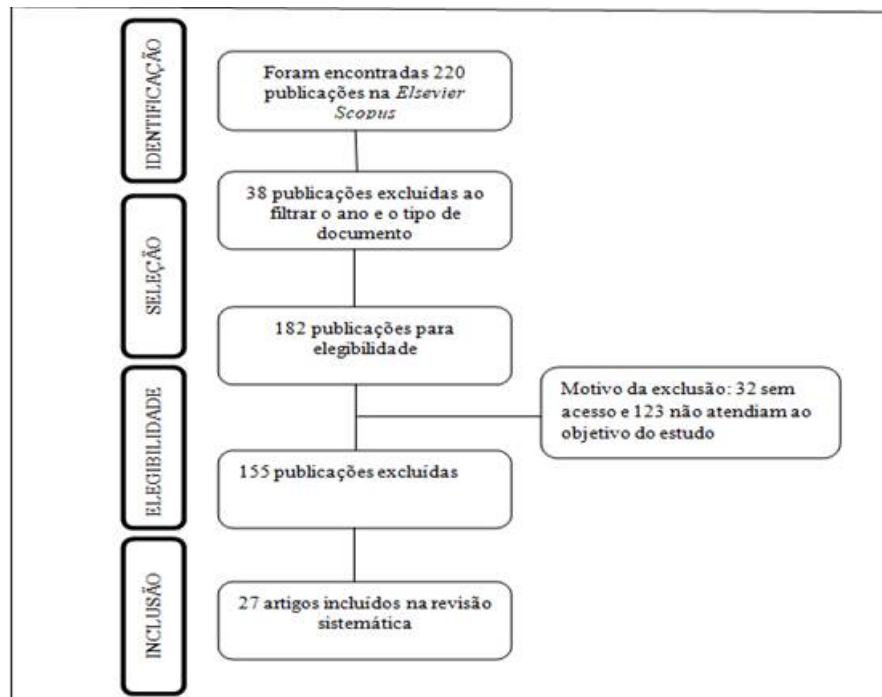 IDENTIFICAÇÃO
Foram encontradas 220
publicações na Elsevier
Scopus
38 publicações excluídas ao
filtrar o ano e o tipo de
documento
SELEÇÃO
182 publicações para
elegibilidade
ELEGIBILIDADE
Motivo da exclusão: 32 sem
acesso e 123 não atendiam ao
objetivo do estudo
155 publicações excluídas
INCLUSÃO
27 artigos incluídos na revisão
sistemática